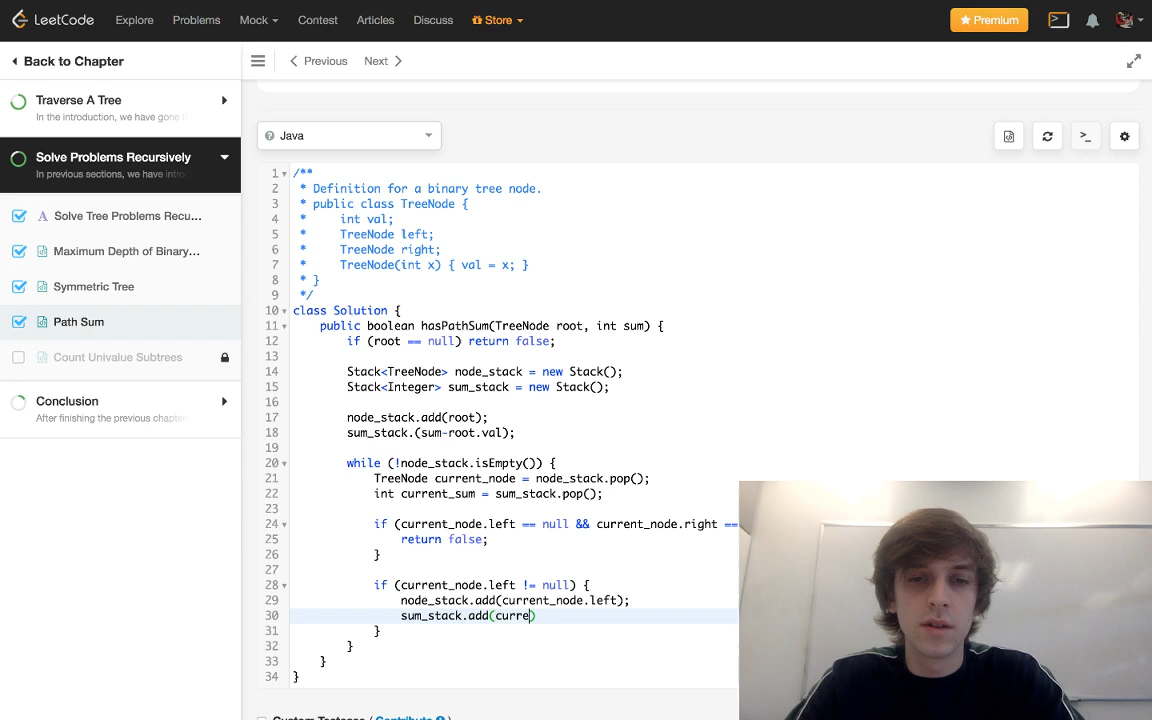 LeetCode Explore Problems Mock Contest Articles Discuss Store Premium
Back to Chapter
Previous Next
Traverse A Tree
In the introduction, we have gone
Solve Problems Recursively
In previous sections, we have
Solve Tree Problems Recu...
Maximum Depth of Binary...
Symmetric Tree
Path Sum
Count Univalue Subtrees
Conclusion
After finishing the previous chapter
Java
1 /**
2 * Definition for a binary tree node.
3 * public class TreeNode {
4 * int val;
5 * TreeNode left;
6 * TreeNode right;
7 * TreeNode(int x) { val = x; }
8 * }
9 */
10 class Solution {
11 public boolean hasPathSum(TreeNode root, int sum) {
12 if (root == null) return false;
13
14 Stack<TreeNode> node_stack = new Stack();
15 Stack<Integer> sum_stack = new Stack();
16
17 node_stack.add(root);
18 sum_stack.(sum-root.val);
19
20 while (!node_stack.isEmpty()) {
21 TreeNode current_node = node_stack.pop();
22 int current_sum = sum_stack.pop();
23
24 if (current_node.left == null && current_node.right ==
25 return false;
26 }
27
28 if (current_node.left != null) {
29 node_stack.add(current_node.left);
30 sum_stack.add(curre)
31 }
32 }
33 }
34 }
Custom Testcase (Contribute )